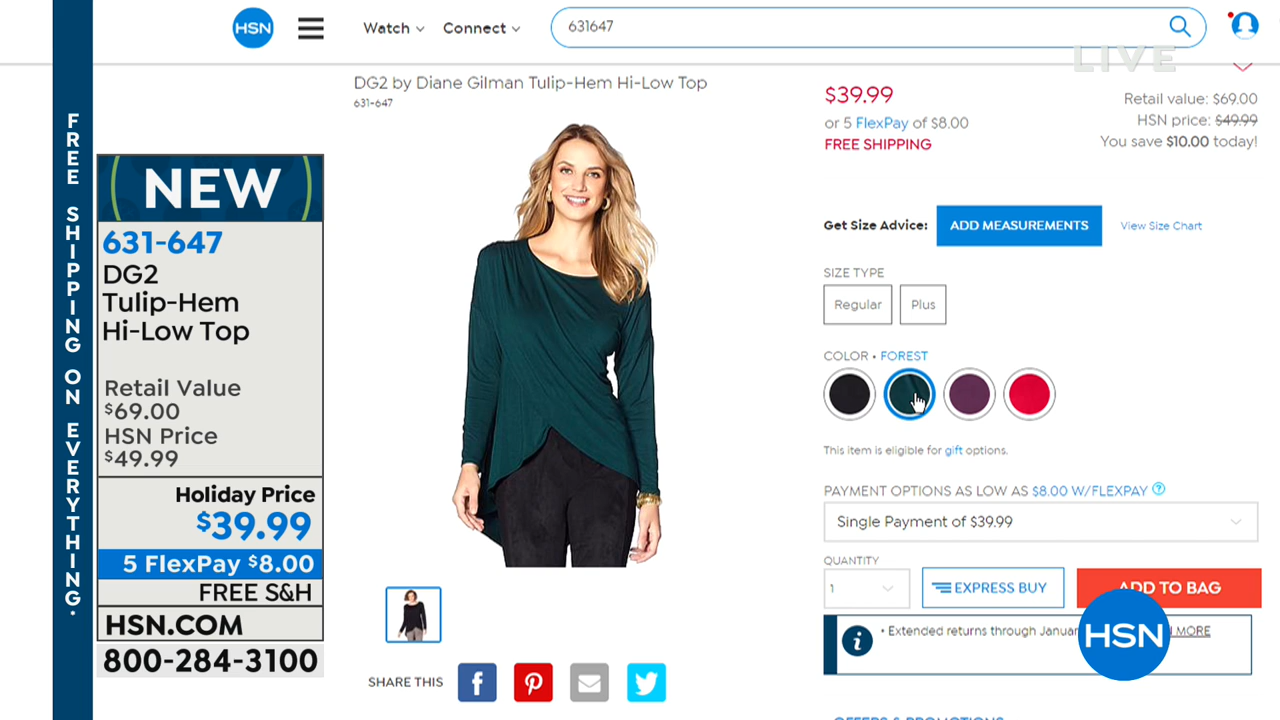 FREE SHIPPING ON EVERYTHING.
NEW
631-647
DG2
Tulip-Hem
Hi-Low Top
Retail Value
$69.00
HSN Price
$49.99
Holiday Price
$39.99
5 FlexPay $8.00
FREE S&H
HSN.COM
800-284-3100
HSN
Watch
Connect
631647
LIVE
DG2 by Diane Gilman Tulip-Hem Hi-Low Top
631-647
SHARE THIS
$39.99
or 5 FlexPay of $8.00
FREE SHIPPING
Retail value: $69.00
HSN price: $49.99
You save $10.00 today!
Get Size Advice: ADD MEASUREMENTS View Size Chart
SIZE TYPE
Regular Plus
COLOR • FOREST
This item is eligible for gift options.
PAYMENT OPTIONS AS LOW AS $8.00 W/FLEXPAY ?
Single Payment of $39.99
QUANTITY
1 EXPRESS BUY ADD TO BAG
• Extended returns through MORE
HSN